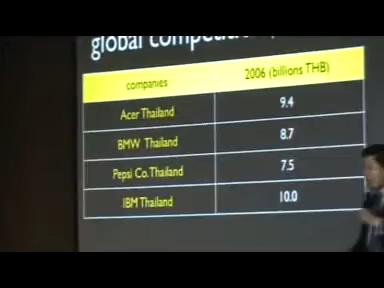 global
companies 2006 (billions THB)
Acer Thailand 9.4
BMW Thailand 8.7
Pepsi Co. Thailand 7.5
IBM Thailand 10.0